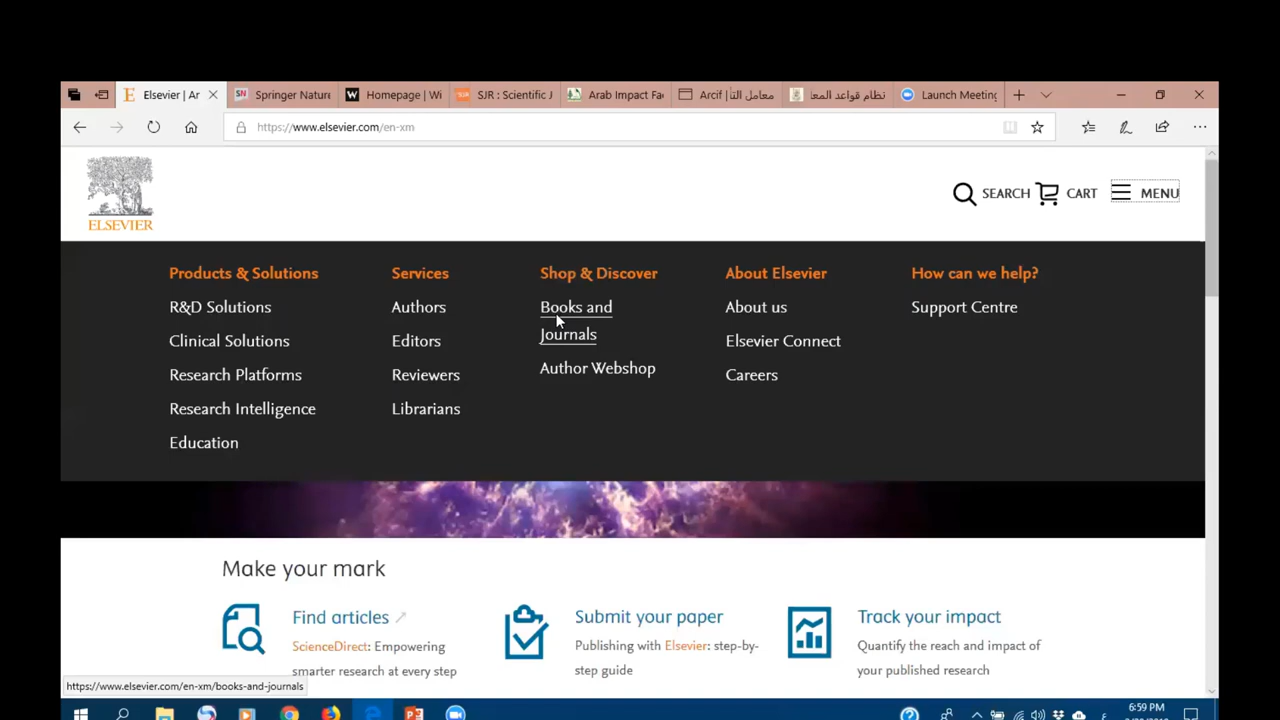 Elsevier | Ar
Springer Nature
Homepage | Wi
SJR : Scientific J
Arab Impact Fac
Arcif | معامل التأ
نظام قواعد المعا
Launch Meeting
https://www.elsevier.com/en-xm
ELSEVIER
SEARCH
CART
MENU
Products & Solutions
R&D Solutions
Clinical Solutions
Research Platforms
Research Intelligence
Education
Services
Authors
Editors
Reviewers
Librarians
Shop & Discover
Books and
Journals
Author Webshop
About Elsevier
About us
Elsevier Connect
Careers
How can we help?
Support Centre
Make your mark
Find articles
ScienceDirect: Empowering
smarter research at every step
Submit your paper
Publishing with Elsevier: step-by-
step guide
Track your impact
Quantify the reach and impact of
your published research
https://www.elsevier.com/en-xm/books-and-journals
6:59 PM